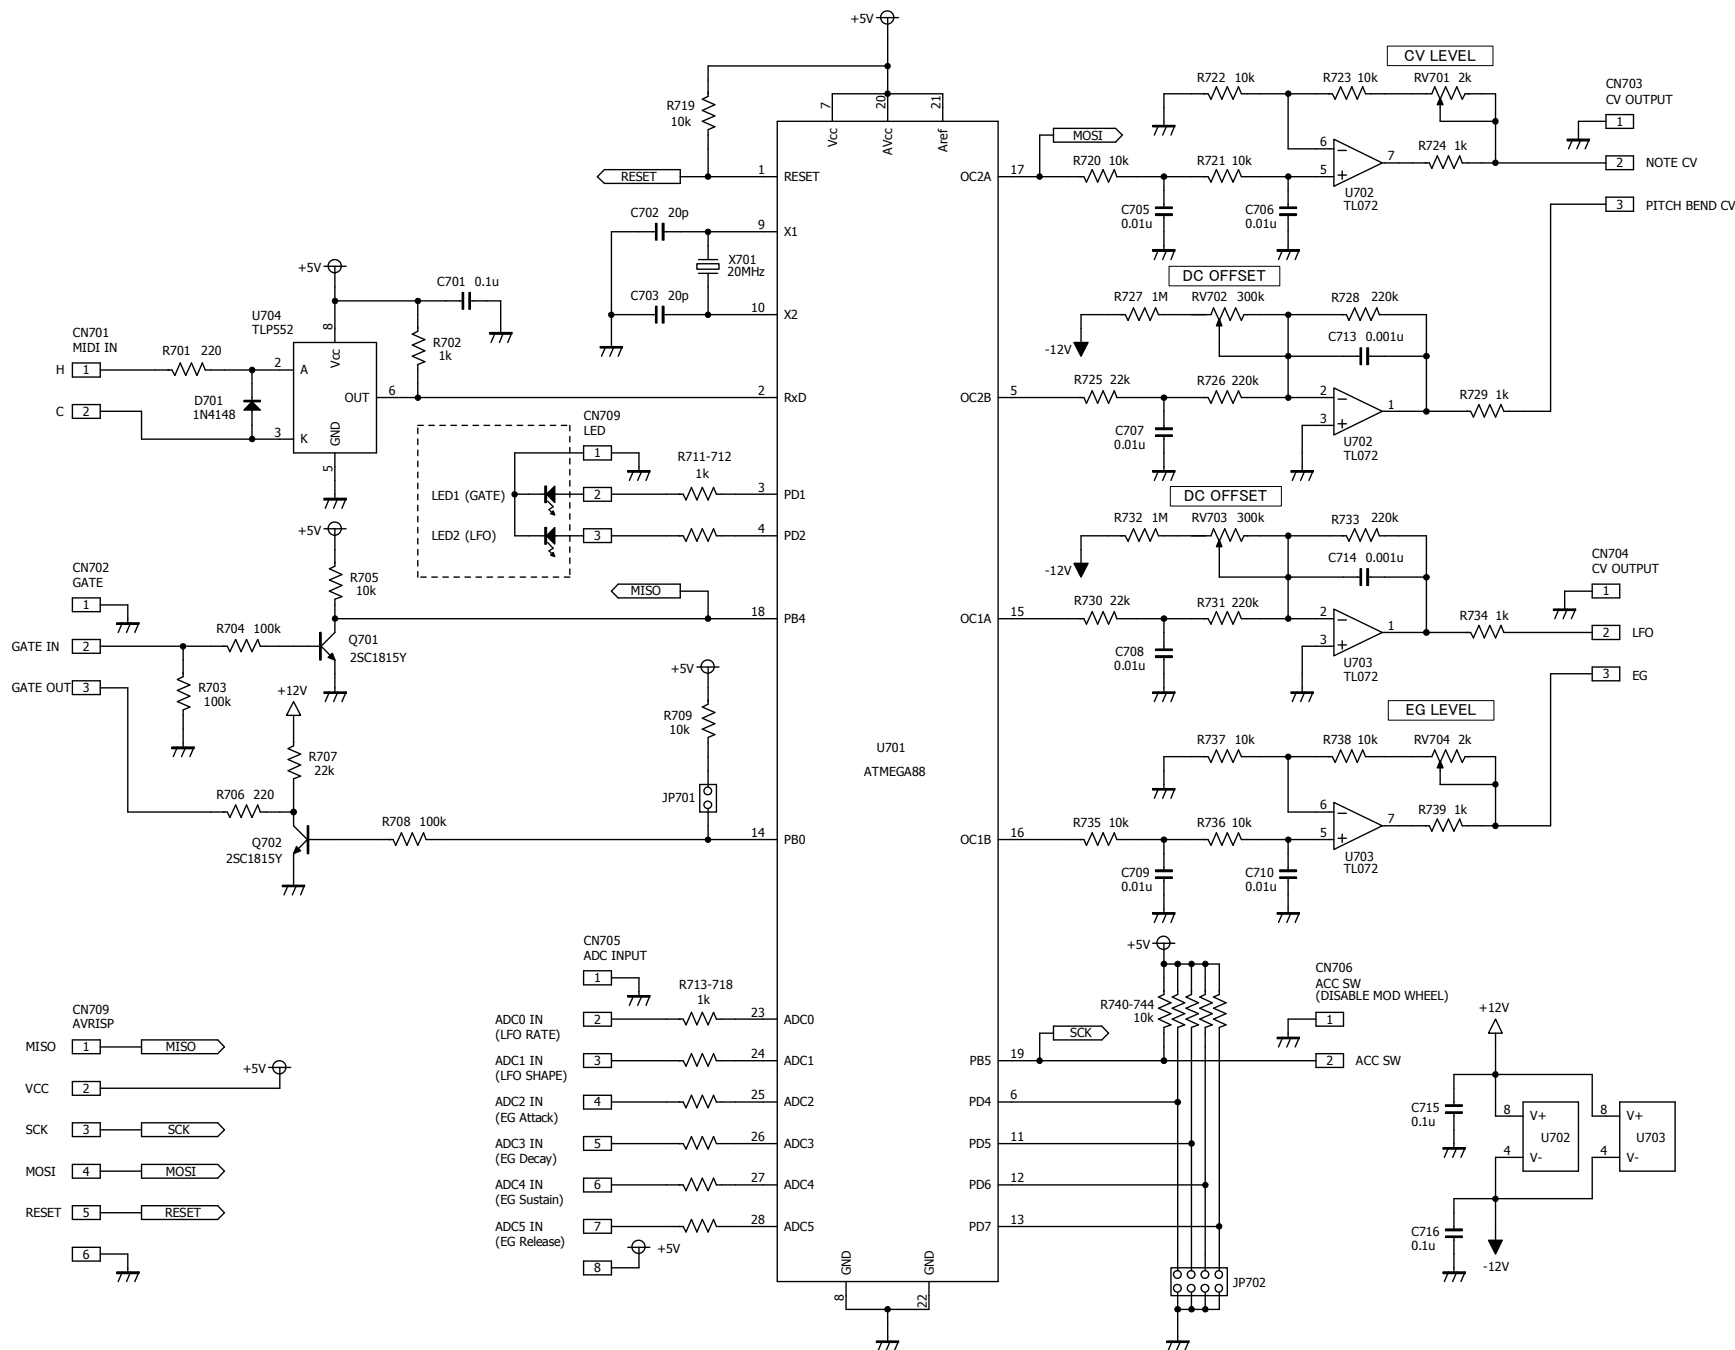 +5V
R719
10k
7
Vcc
20
AVcc
21
Aref
RESET
1
RESET
C702 20p
9
X1
X701
20MHz
C703 20p
10
X2
+5V
C701 0.1u
U704
TLP552
8
Vcc
R702
1k
CN701
MIDI IN
H
1
R701 220
2
A
C
2
D701
1N4148
3
K
OUT
6
GND
5
2
RxD
CN709
LED
1
LED1 (GATE)
2
R711-712
1k
3
PD1
LED2 (LFO)
3
4
PD2
+5V
R705
10k
MISO
18
PB4
CN702
GATE
1
GATE IN
2
R704 100k
Q701
2SC1815Y
GATE OUT
3
R703
100k
+12V
R707
22k
R706 220
Q702
2SC1815Y
+5V
R709
10k
JP701
R708 100k
14
PB0
U701
ATMEGA88
CN705
ADC INPUT
1
R713-718
1k
ADC0 IN
(LFO RATE)
2
23
ADC0
ADC1 IN
(LFO SHAPE)
3
24
ADC1
ADC2 IN
(EG Attack)
4
25
ADC2
ADC3 IN
(EG Decay)
5
26
ADC3
ADC4 IN
(EG Sustain)
6
27
ADC4
ADC5 IN
(EG Release)
7
28
ADC5
8
+5V
GND
8
GND
22
CN709
AVRISP
MISO
1
MISO
VCC
2
+5V
SCK
3
SCK
MOSI
4
MOSI
RESET
5
RESET
6
CV LEVEL
R722 10k
R723 10k
RV701 2k
MOSI
OC2A
17
R720 10k
R721 10k
6
5
7
R724 1k
U702
TL072
C705
0.01u
C706
0.01u
CN703
CV OUTPUT
1
2
NOTE CV
3
PITCH BEND CV
DC OFFSET
R727 1M
RV702 300k
R728 220k
-12V
C713 0.001u
OC2B
5
R725 22k
R726 220k
2
3
1
R729 1k
C707
0.01u
U702
TL072
DC OFFSET
R732 1M
RV703 300k
R733 220k
-12V
C714 0.001u
OC1A
15
R730 22k
R731 220k
2
3
1
R734 1k
C708
0.01u
U703
TL072
CN704
CV OUTPUT
1
2
LFO
3
EG
EG LEVEL
R737 10k
R738 10k
RV704 2k
OC1B
16
R735 10k
R736 10k
6
5
7
R739 1k
U703
TL072
C709
0.01u
C710
0.01u
+5V
R740-744
10k
CN706
ACC SW
(DISABLE MOD WHEEL)
1
SCK
PB5
19
2
ACC SW
PD4
6
PD5
11
PD6
12
PD7
13
JP702
+12V
C715
0.1u
8
V+
U702
4
V-
8
V+
U703
4
V-
C716
0.1u
-12V